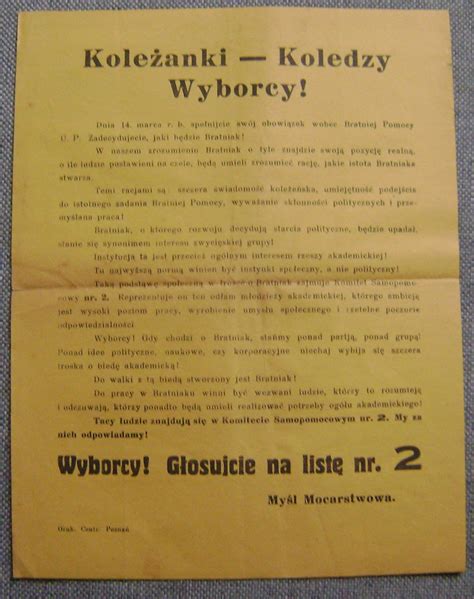 Koleżanki — Koledzy
Wyborcy!
Dnia 14. marca r. b. spełnijcie swój obowiązek wobec Bratniej Pomocy
U. P. Zadecydujecie, jaki będzie Bratniak!
W naszem zrozumieniu Bratniak o tyle znajdzie swoją pozycję realną,
o ile ludzie postawieni na czele, będą umieli zrozumieć rację, jakie istota Bratniaka
stwarza.
Temi racjami są: szczera świadomość koleżeńska, umiejętność podejścia
do istotnego zadania Bratniej Pomocy, wyważanie skłonności politycznych i prze-
myślana praca!
Bratniak, o którego rozwoju decydują starcia polityczne, będzie upadał,
stanie się synonimem interesu zwycięskiej grupy!
Instytucja ta jest przecież ogólnym interesem rzeszy akademickiej!
Tu najwyższą normą winien być instynkt społeczny, a nie polityczny!
Taką podstawę społeczną w trosce o Bratniak zajmuje Komitet Samopomo-
cowy nr. 2. Reprezentuje on ten odłam młodzieży akademickiej, którego ambicją
jest wysoki poziom pracy, wyrobienie umysłu społecznego i rzetelne poczucie
odpowiedzialności
Wyborcy! Gdy chodzi o Bratniak, stańmy ponad partją, ponad grupą!
Ponad idee polityczne, naukowe, czy korporacyjne niechaj wybija się szczera
troska o biedę akademicką!
Do walki z tą biedą stworzony jest Bratniak!
Do pracy w Bratniaku winni być wezwani ludzie, którzy to rozumieją
i odczuwają, którzy ponadto będą umieli realizować potrzeby ogółu akademickiego!
Tacy ludzie znajdują się w Komitecie Samopomocowym nr. 2. My za
nich odpowiadamy!
Wyborcy! Głosujcie na listę nr. 2
Myśl Mocarstwowa.
Centr. Poznań